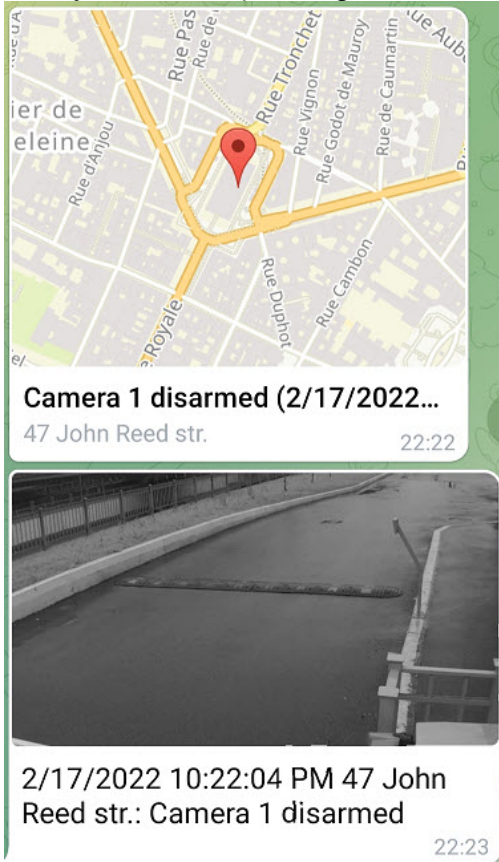 Rue Pas
Rue de
Rue Tronchet
Rue Vignon
Rue Godot de Mauroy
Rue de Caumartin
Rue Aub
ier de
eleine
Rue d'Anjou
Rue Duphot
Rue Cambon
Royale
Camera 1 disarmed (2/17/2022...
47 John Reed str.
22:22
2/17/2022 10:22:04 PM 47 John
Reed str.: Camera 1 disarmed
22:23